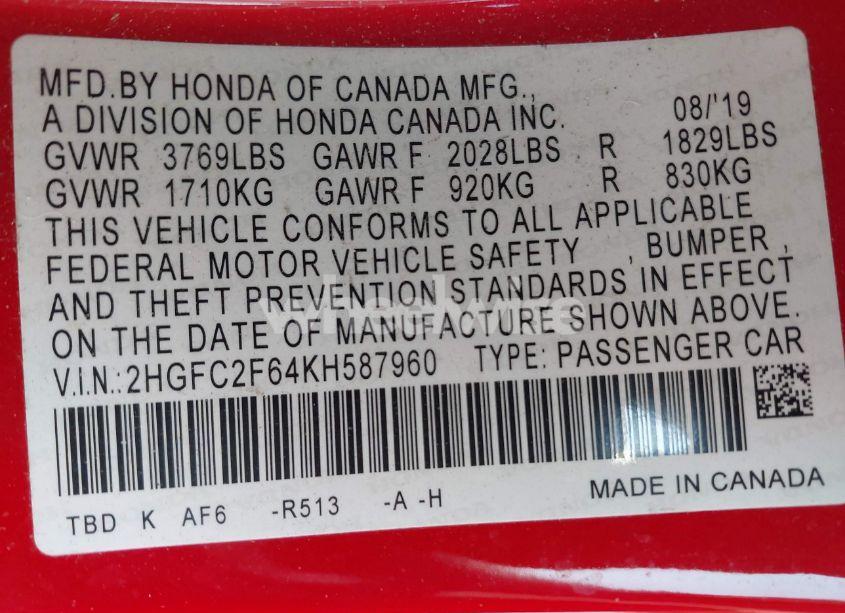 MFD.BY HONDA OF CANADA MFG.,
A DIVISION OF HONDA CANADA INC. 08/'19
GVWR 3769LBS GAWR F 2028LBS R 1829LBS
GVWR 1710KG GAWR F 920KG R 830KG
THIS VEHICLE CONFORMS TO ALL APPLICABLE
FEDERAL MOTOR VEHICLE SAFETY , BUMPER ,
AND THEFT PREVENTION STANDARDS IN EFFECT
ON THE DATE OF MANUFACTURE SHOWN ABOVE.
V.I.N.:2HGFC2F64KH587960 TYPE: PASSENGER CAR
TBD K AF6 -R513 -A -H MADE IN CANADA